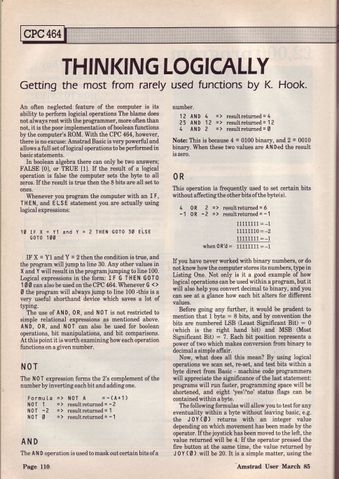 CPC 464
THINKING LOGICALLY
Getting the most from rarely used functions by K. Hook.
An often neglected feature of the computer is its
ability to perform logical operations The blame does
not always rest with the programmer, more often than
not, it is the poor implementation of boolean functions
by the computer's ROM. With the CPC 464, however,
there is no excuse: Amstrad Basic is very powerful and
allows a full set of logical operations to be performed in
basic statements.
In boolean algebra there can only be two answers;
FALSE {0}, or TRUE {1}. If the result of a logical
operation is false the computer sets the byte to all
zeros. If the result is true then the 8 bits are all set to
ones.
Whenever you program the computer with an IF,
THEN, and ELSE statement you are actually using
logical expressions:
10 IF X = Y1 and Y = 2 THEN GOTO 30 ELSE
GOTO 100
IF X = Y1 and Y = 2 then the condition is true, and
the program will jump to line 30. Any other values in
X and Y will result in the program jumping to line 100.
Logical expressions in the form; IF G THEN GOTO
100 can also be used on the CPC 464. Whenever G <>
0 the program will always jump to line 100 - this is a
very useful shorthand device which saves a lot of
typing.
The use of AND, OR, and NOT is not restricted to
simple relational expressions as mentioned above.
AND, OR, and NOT can also be used for boolean
operations, bit manipulations, and bit comparisons.
At this point it is worth examining how each operation
functions on a given number.
NOT
The NOT expression forms the 2's complement of the
number by inverting each bit and adding one.
Formula => NOT A =-(A+1)
NOT 1 => result returned = -2
NOT -2 => result returned = 1
NOT 0 => result returned = -1
AND
The AND operation is used to mask out certain bits of a
number.
12 AND 4 => result returned = 4
25 AND 12 => result returned = 12
4 AND 2 => result returned = 0
Note: This is because 4 = 0100 binary, and 2 = 0010
binary. When these two values are ANDed the result
is zero.
OR
This operation is frequently used to set certain bits
without affecting the other bits of the byte(s).
4 OR 2 => result returned = 6
-1 OR -2 => result returned = -1
11111111 = -1
11111110 = -2
11111111 = -1
when OR'd = 11111111 = -1
If you have never worked with binary numbers, or do
not know how the computer stores its numbers, type in
Listing One. Not only is it a good example of how
logical operations can be used within a program, but it
will also help you convert decimal to binary, and you
can see at a glance how each bit alters for different
values.
Before going any further, it would be prudent to
mention that 1 byte = 8 bits, and by convention the
bits are numbered LSB (Least Significant Bit) = 0
(which is the right hand bit) and MSB (Most
Significant Bit) = 7. Each bit position represents a
power of two which makes conversion from binary to
decimal a simple affair.
Now, what does all this mean? By using logical
operations we can set, re-set, and test bits within a
byte direct from Basic - machine code programmers
will appreciate the significance of the last statement:
programs will run faster, programming space will be
shortened, and eight 'yes'/'no' status flags can be
contained within a byte.
The following formulas will allow you to test for any
eventuality within a byte without leaving basic, e.g.
the JOY(0) returns with an integer value
depending on which movement has been made by the
operator. If the joystick has been moved to the left, the
value returned will be 4. If the operator pressed the
fire button at the same time, the value returned by
JOY(0) will be 20. It is a simple matter, using the
Page 110
Amstrad User March 85